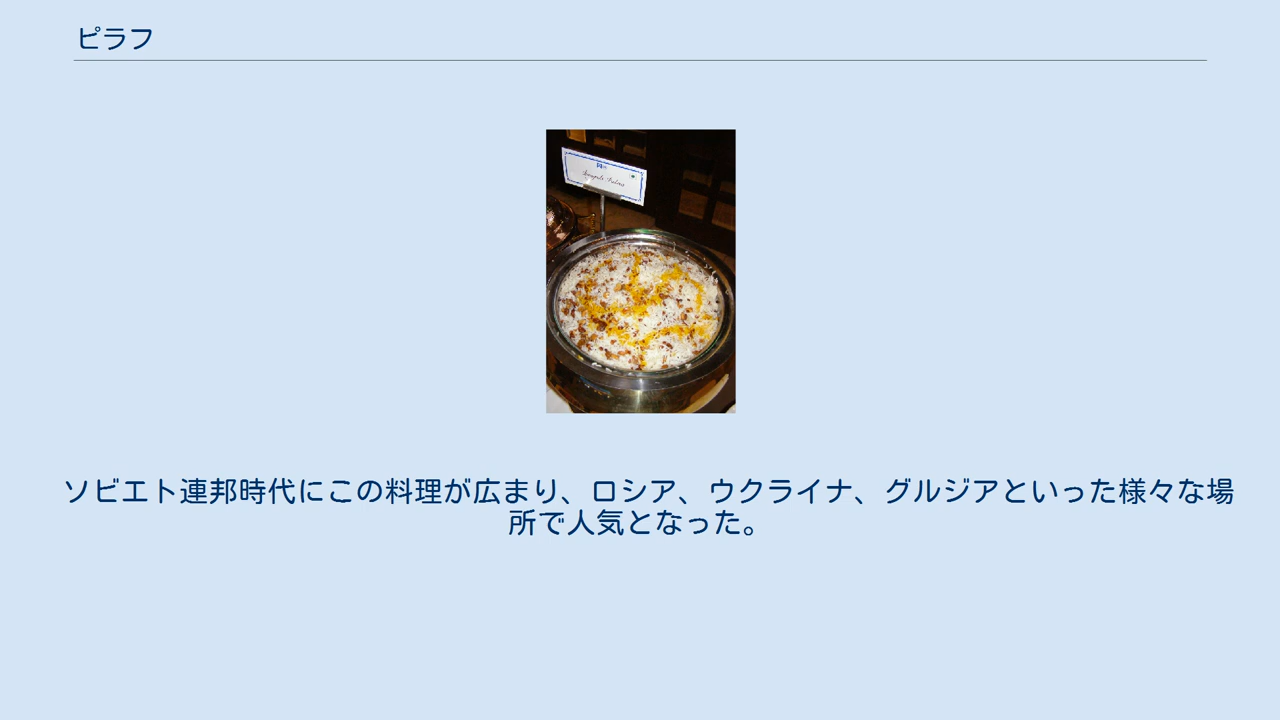 ピラフ
ソビエト連邦時代にこの料理が広まり、ロシア、ウクライナ、グルジアといった様々な場
所で人気となった。